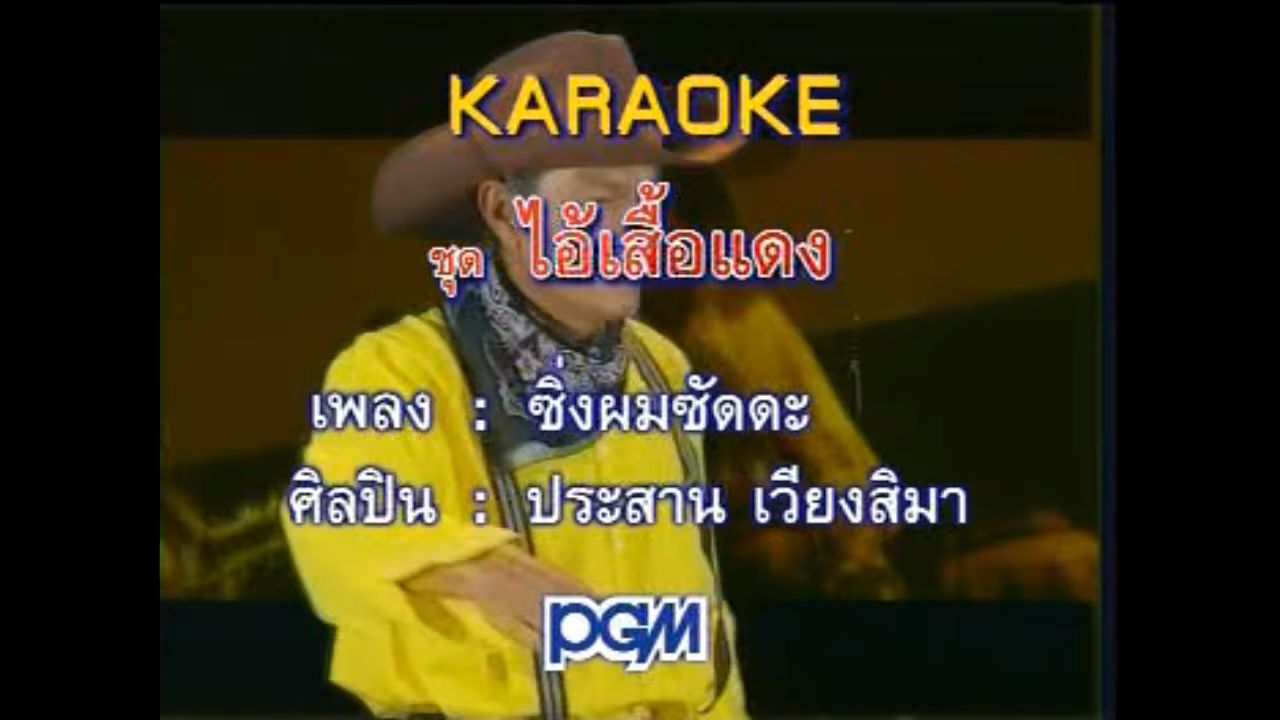 KARAOKE
ชุด ไอ้เสื้อแดง
เพลง : ซิ่งผมซัดดะ
ศิลปิน : ประสาน เวียงสิมา
PGM